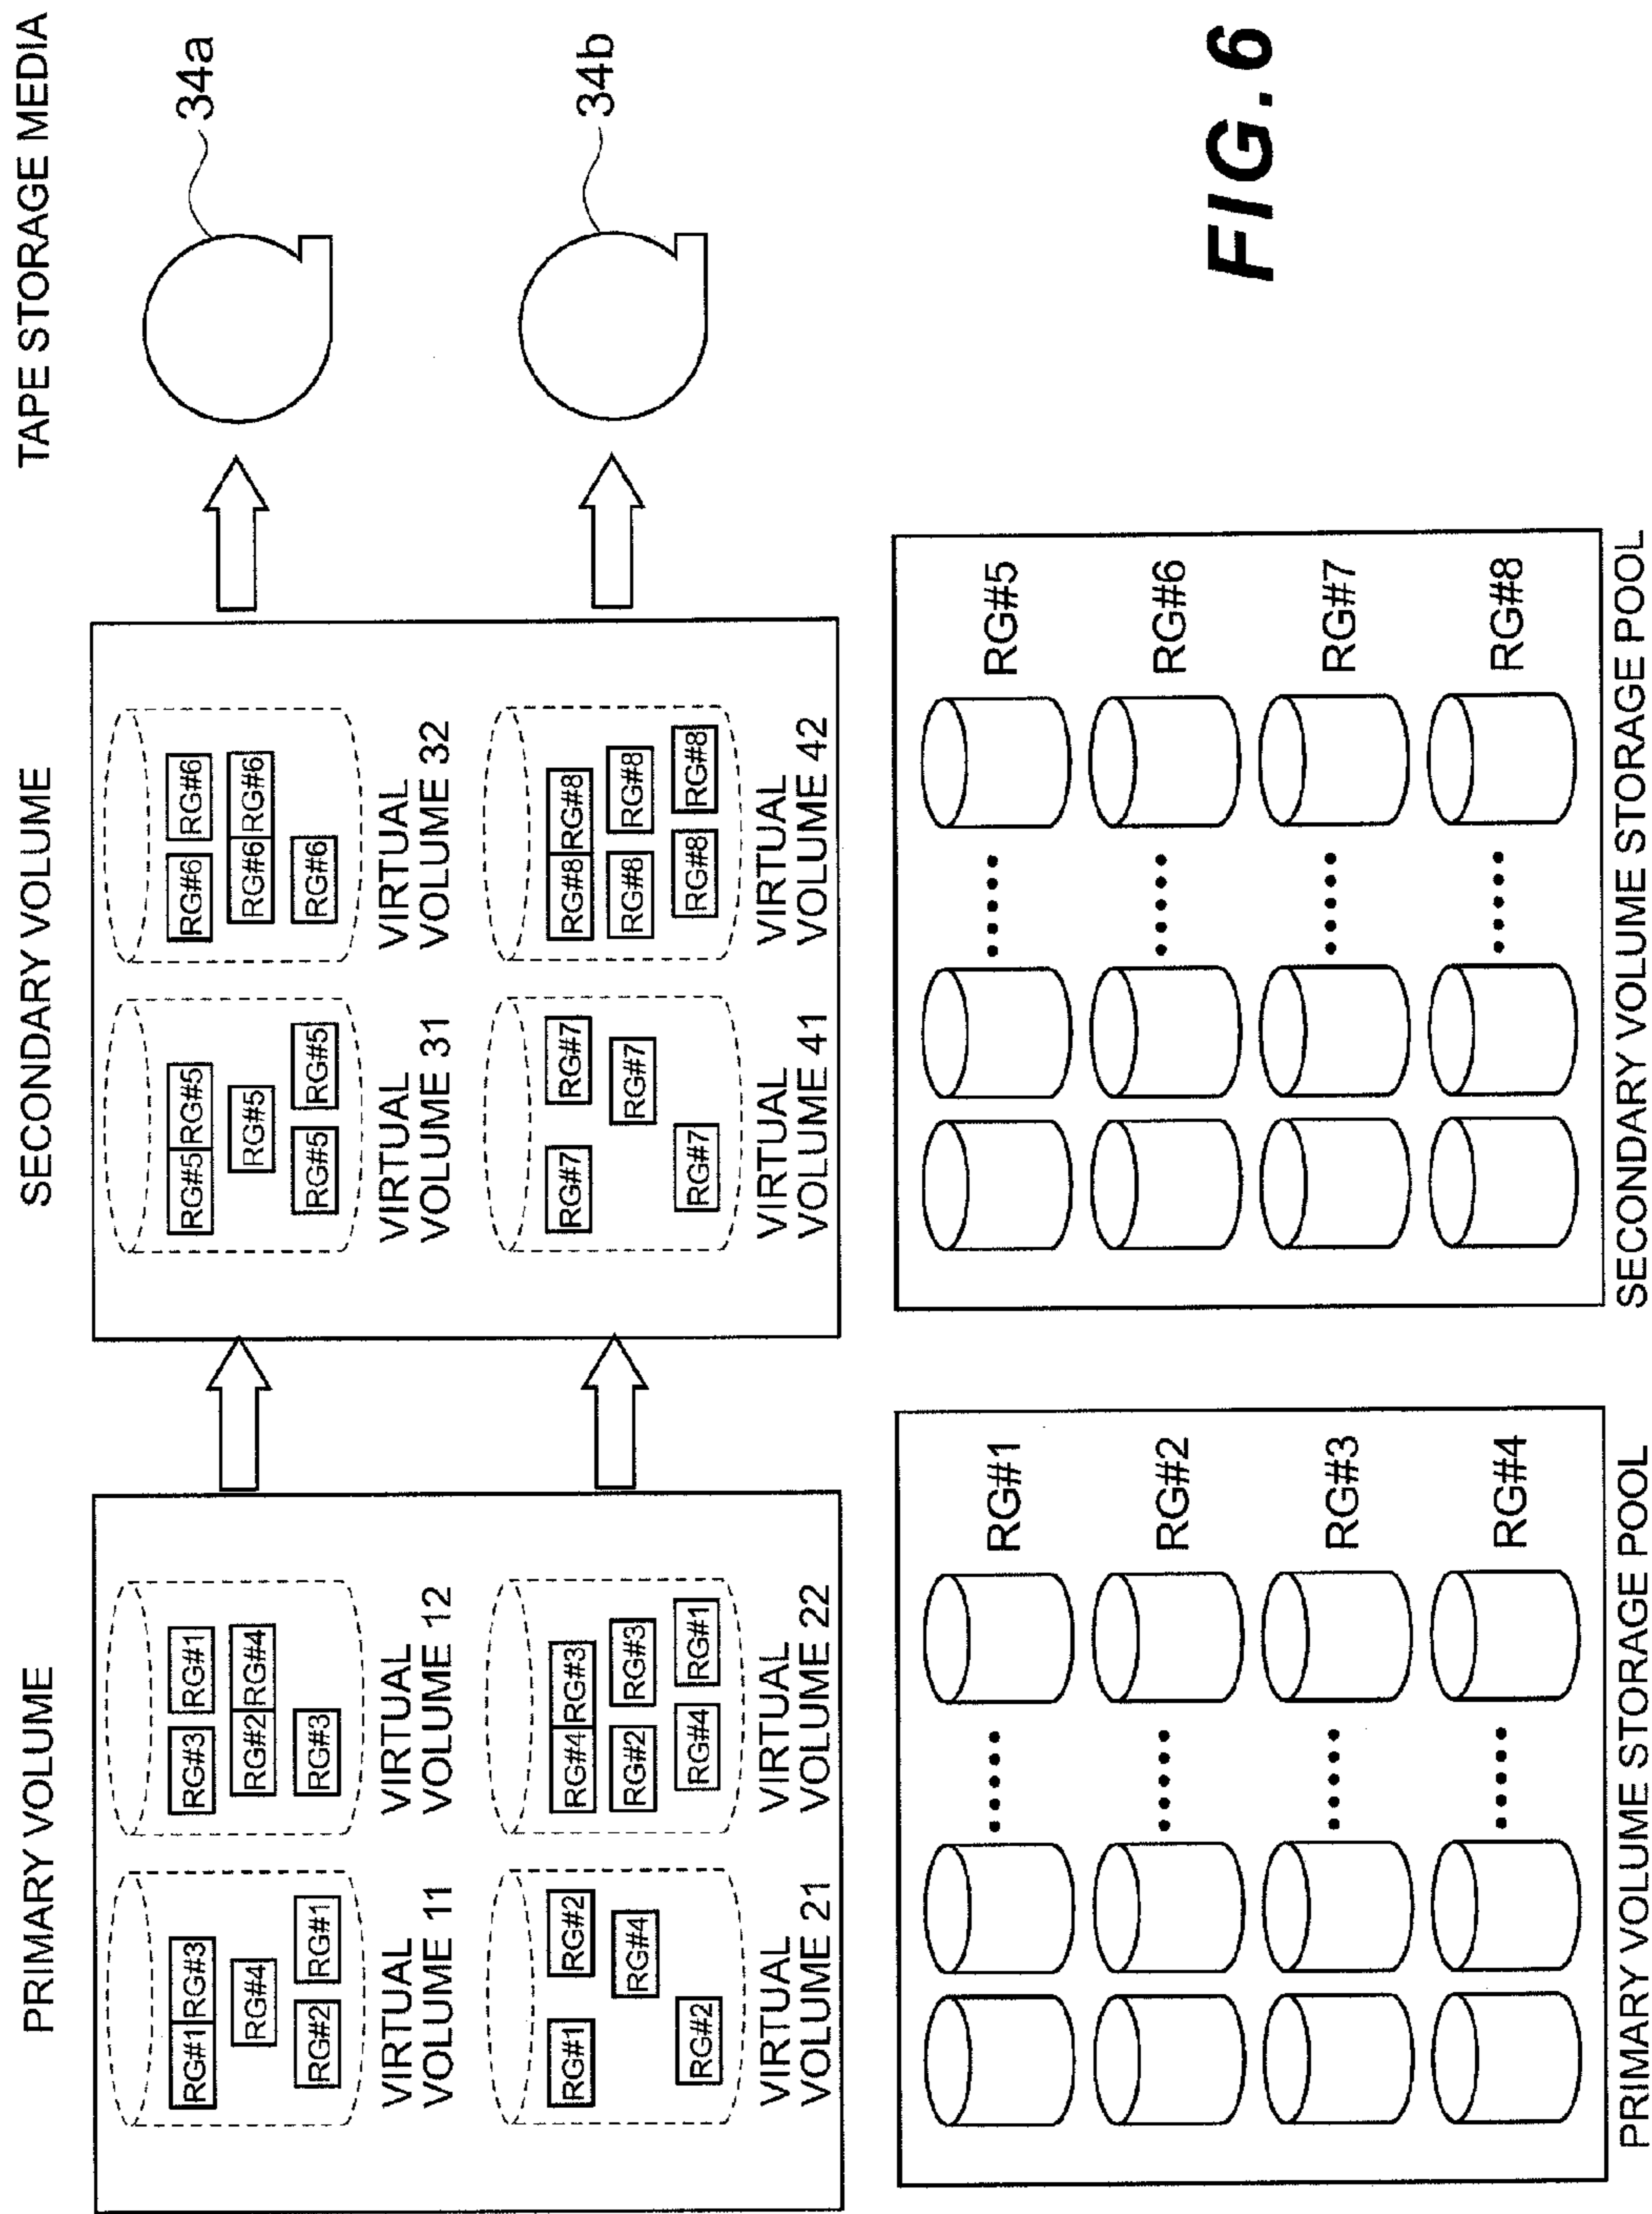 PRIMARY VOLUME
SECONDARY VOLUME
TAPE STORAGE MEDIA
RG#1 RG#3
RG#4
RG#2 RG#1
VIRTUAL
VOLUME 11
RG#3 RG#1
RG#2 RG#4
RG#3
VIRTUAL
VOLUME 12
RG#1 RG#2
RG#4
RG#2
VIRTUAL
VOLUME 21
RG#4 RG#3
RG#2 RG#3
RG#4 RG#1
VIRTUAL
VOLUME 22
RG#5 RG#5
RG#5
RG#5 RG#5
VIRTUAL
VOLUME 31
RG#6 RG#6
RG#6 RG#6
RG#6
VIRTUAL
VOLUME 32
RG#7 RG#7
RG#7
RG#7
VIRTUAL
VOLUME 41
RG#8 RG#8
RG#8 RG#8
RG#8 RG#8
VIRTUAL
VOLUME 42
34a
34b
RG#1
RG#2
RG#3
RG#4
PRIMARY VOLUME STORAGE POOL
RG#5
RG#6
RG#7
RG#8
SECONDARY VOLUME STORAGE POOL
FIG. 6